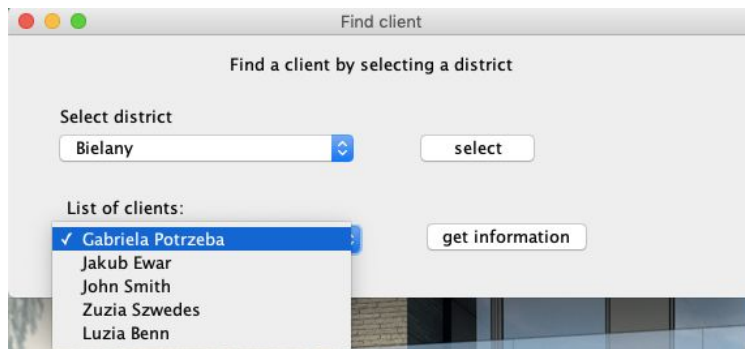 Find client
Find a client by selecting a district
Select district
Bielany
select
List of clients:
✓ Gabriela Potrzeba
get information
Jakub Ewar
John Smith
Zuzia Szwedes
Luzia Benn